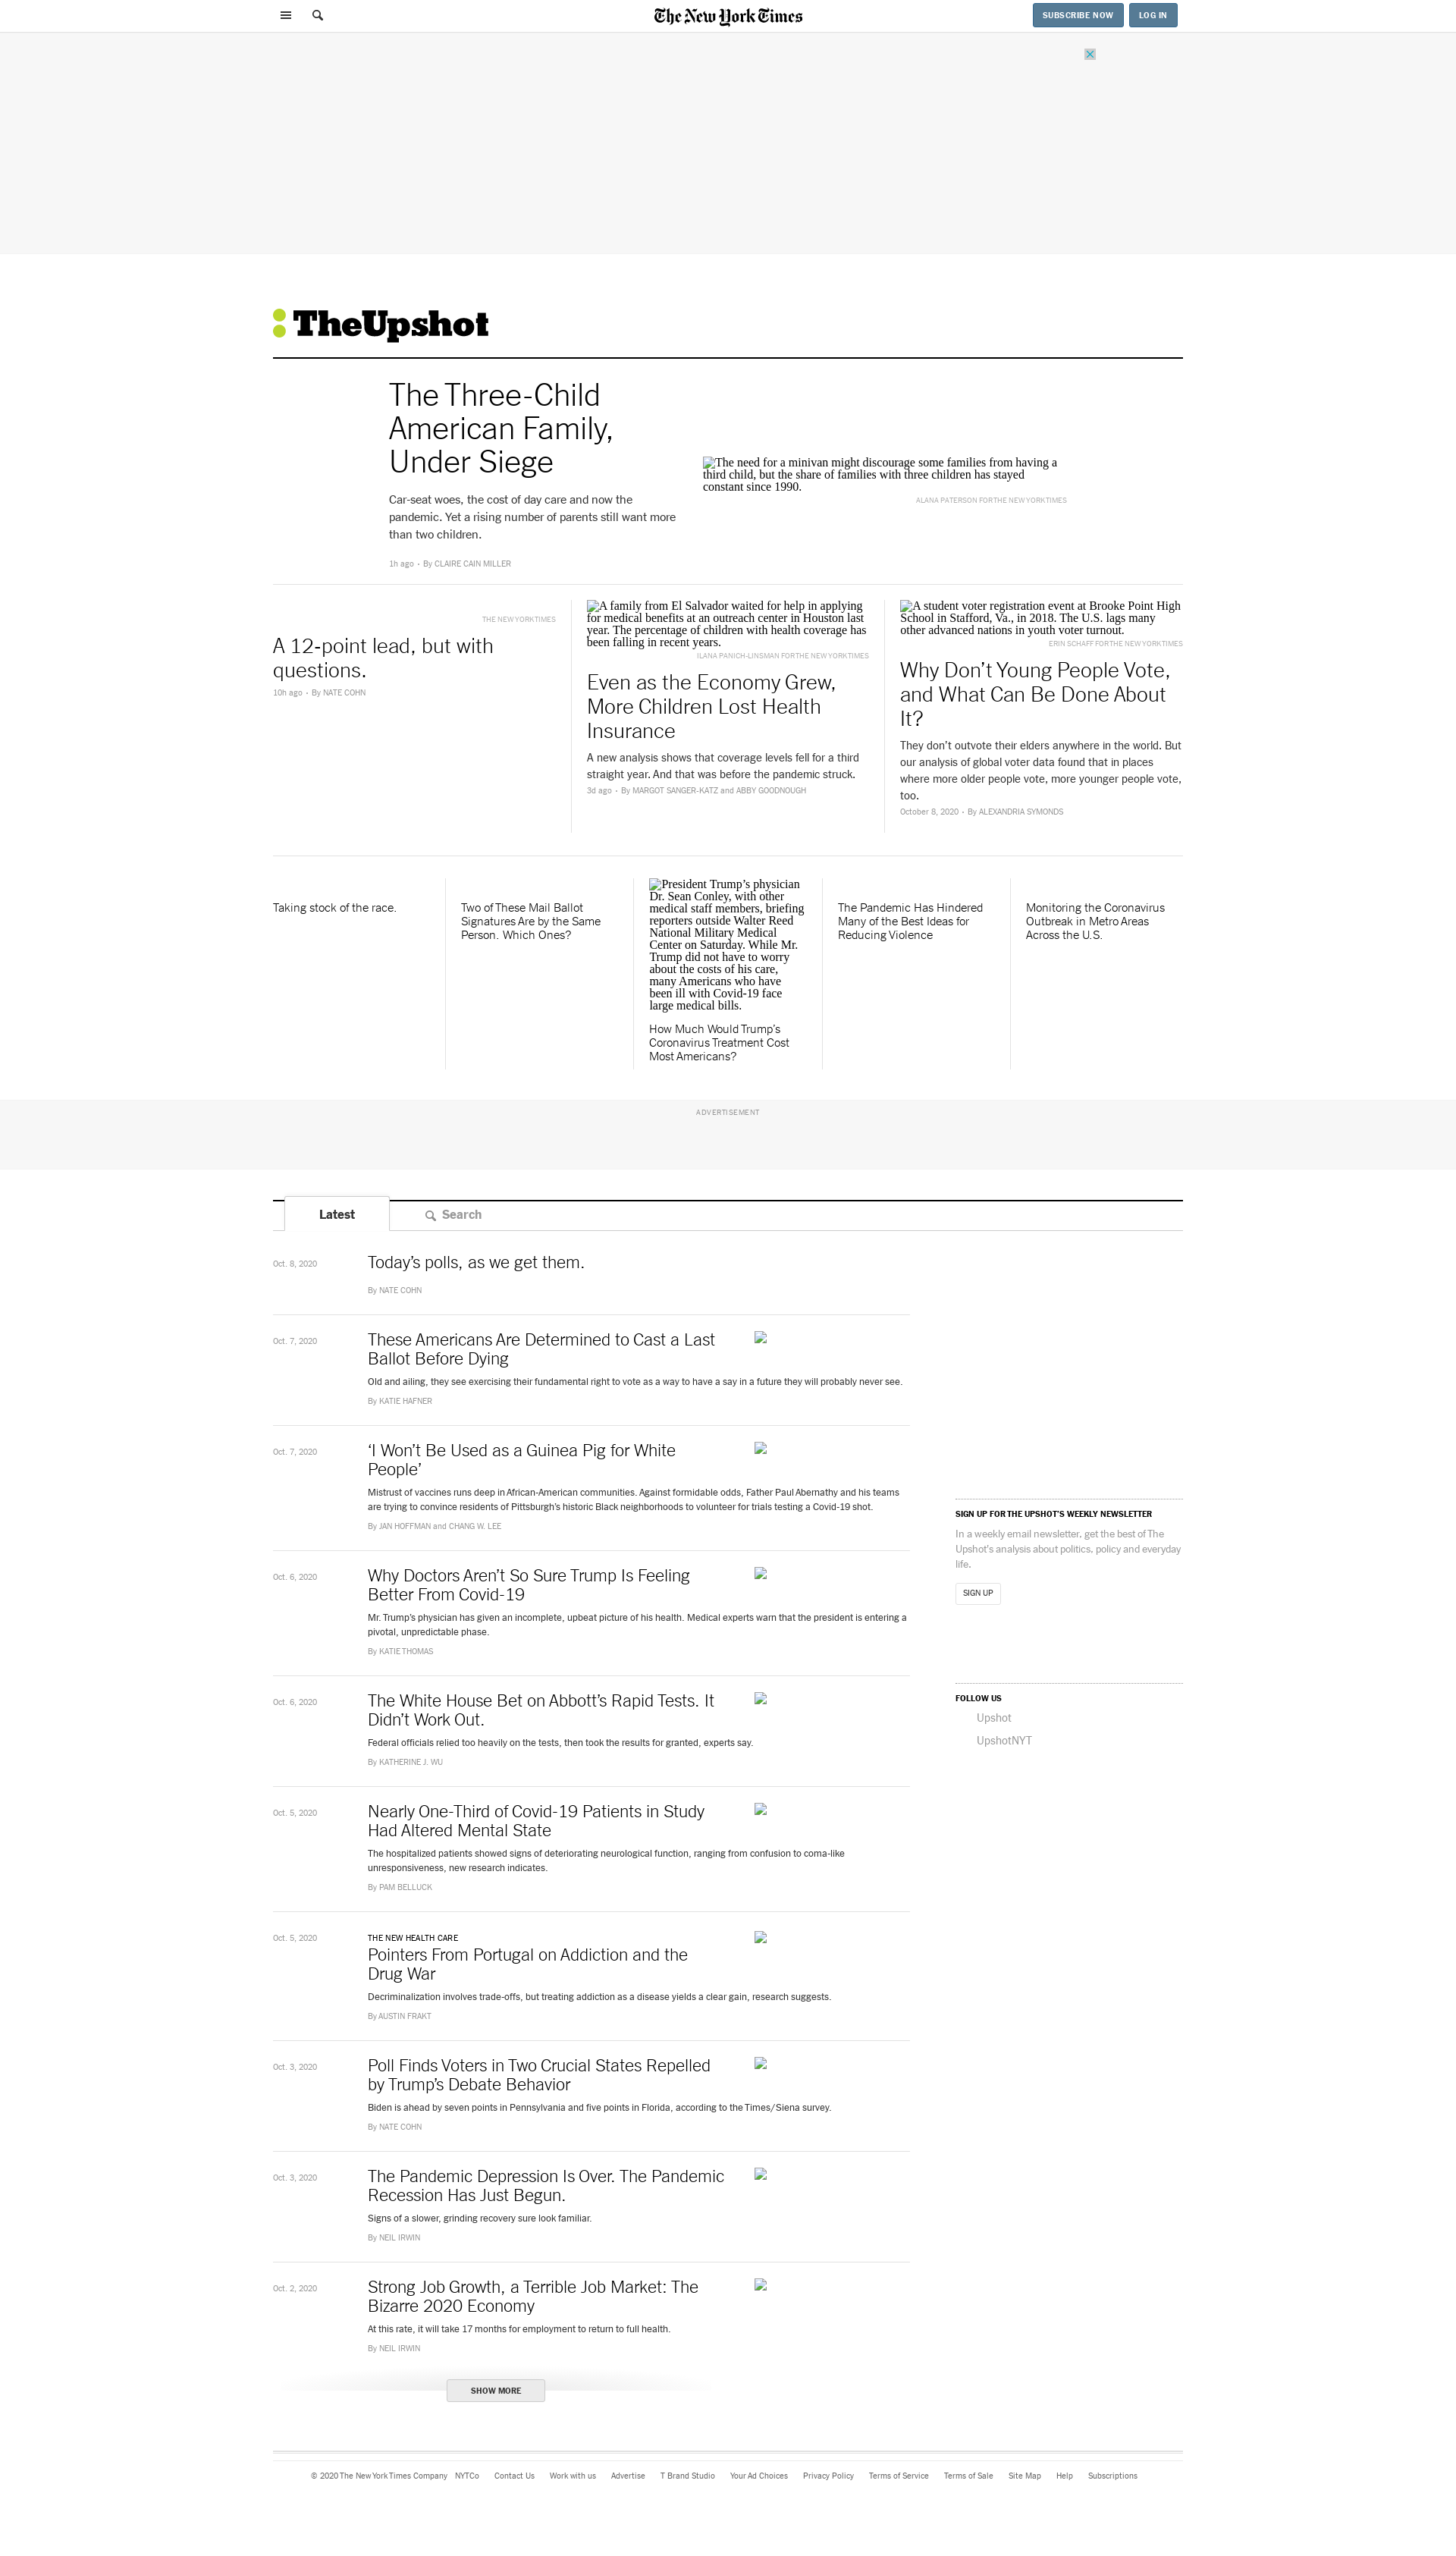 The New York Times
SUBSCRIBE NOW
LOG IN
TheUpshot
The Three-Child
American Family,
Under Siege
Car-seat woes, the cost of day care and now the
pandemic. Yet a rising number of parents still want more
than two children.
1h ago • By CLAIRE CAIN MILLER
The need for a minivan might discourage some families from having a
third child, but the share of families with three children has stayed
constant since 1990.
ALANA PATERSON FOR THE NEW YORK TIMES
THE NEW YORK TIMES
A 12-point lead, but with
questions.
10h ago • By NATE COHN
A family from El Salvador waited for help in applying
for medical benefits at an outreach center in Houston last
year. The percentage of children with health coverage has
been falling in recent years.
ILANA PANICH-LINSMAN FOR THE NEW YORK TIMES
Even as the Economy Grew,
More Children Lost Health
Insurance
A new analysis shows that coverage levels fell for a third
straight year. And that was before the pandemic struck.
3d ago • By MARGOT SANGER-KATZ and ABBY GOODNOUGH
A student voter registration event at Brooke Point High
School in Stafford, Va., in 2018. The U.S. lags many
other advanced nations in youth voter turnout.
ERIN SCHAFF FOR THE NEW YORK TIMES
Why Don’t Young People Vote,
and What Can Be Done About
It?
They don’t outvote their elders anywhere in the world. But
our analysis of global voter data found that in places
where more older people vote, more younger people vote,
too.
October 8, 2020 • By ALEXANDRIA SYMONDS
Taking stock of the race.
Two of These Mail Ballot
Signatures Are by the Same
Person. Which Ones?
President Trump’s physician
Dr. Sean Conley, with other
medical staff members, briefing
reporters outside Walter Reed
National Military Medical
Center on Saturday. While Mr.
Trump did not have to worry
about the costs of his care,
many Americans who have
been ill with Covid-19 face
large medical bills.
How Much Would Trump’s
Coronavirus Treatment Cost
Most Americans?
The Pandemic Has Hindered
Many of the Best Ideas for
Reducing Violence
Monitoring the Coronavirus
Outbreak in Metro Areas
Across the U.S.
ADVERTISEMENT
Latest
Search
Oct. 8, 2020
Today’s polls, as we get them.
By NATE COHN
Oct. 7, 2020
These Americans Are Determined to Cast a Last
Ballot Before Dying
Old and ailing, they see exercising their fundamental right to vote as a way to have a say in a future they will probably never see.
By KATIE HAFNER
Oct. 7, 2020
‘I Won’t Be Used as a Guinea Pig for White
People’
Mistrust of vaccines runs deep in African-American communities. Against formidable odds, Father Paul Abernathy and his teams
are trying to convince residents of Pittsburgh’s historic Black neighborhoods to volunteer for trials testing a Covid-19 shot.
By JAN HOFFMAN and CHANG W. LEE
Oct. 6, 2020
Why Doctors Aren’t So Sure Trump Is Feeling
Better From Covid-19
Mr. Trump’s physician has given an incomplete, upbeat picture of his health. Medical experts warn that the president is entering a
pivotal, unpredictable phase.
By KATIE THOMAS
Oct. 6, 2020
The White House Bet on Abbott’s Rapid Tests. It
Didn’t Work Out.
Federal officials relied too heavily on the tests, then took the results for granted, experts say.
By KATHERINE J. WU
Oct. 5, 2020
Nearly One-Third of Covid-19 Patients in Study
Had Altered Mental State
The hospitalized patients showed signs of deteriorating neurological function, ranging from confusion to coma-like
unresponsiveness, new research indicates.
By PAM BELLUCK
Oct. 5, 2020
THE NEW HEALTH CARE
Pointers From Portugal on Addiction and the
Drug War
Decriminalization involves trade-offs, but treating addiction as a disease yields a clear gain, research suggests.
By AUSTIN FRAKT
Oct. 3, 2020
Poll Finds Voters in Two Crucial States Repelled
by Trump’s Debate Behavior
Biden is ahead by seven points in Pennsylvania and five points in Florida, according to the Times/Siena survey.
By NATE COHN
Oct. 3, 2020
The Pandemic Depression Is Over. The Pandemic
Recession Has Just Begun.
Signs of a slower, grinding recovery sure look familiar.
By NEIL IRWIN
Oct. 2, 2020
Strong Job Growth, a Terrible Job Market: The
Bizarre 2020 Economy
At this rate, it will take 17 months for employment to return to full health.
By NEIL IRWIN
SHOW MORE
SIGN UP FOR THE UPSHOT’S WEEKLY NEWSLETTER
In a weekly email newsletter, get the best of The
Upshot’s analysis about politics, policy and everyday
life.
SIGN UP
FOLLOW US
Upshot
UpshotNYT
© 2020 The New York Times Company NYTCo Contact Us Work with us Advertise T Brand Studio Your Ad Choices Privacy Policy Terms of Service Terms of Sale Site Map Help Subscriptions